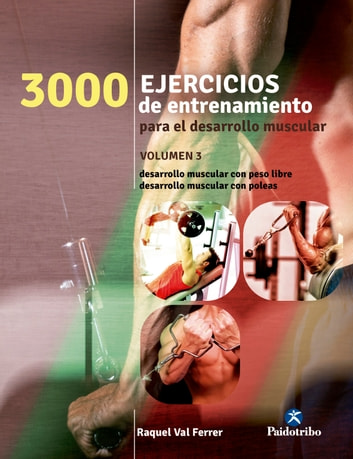 3000 EJERCICIOS
de entrenamiento
para el desarrollo muscular
VOLUMEN 3
desarrollo muscular con peso libre
desarrollo muscular con poleas
Raquel Val Ferrer
Paidotribo